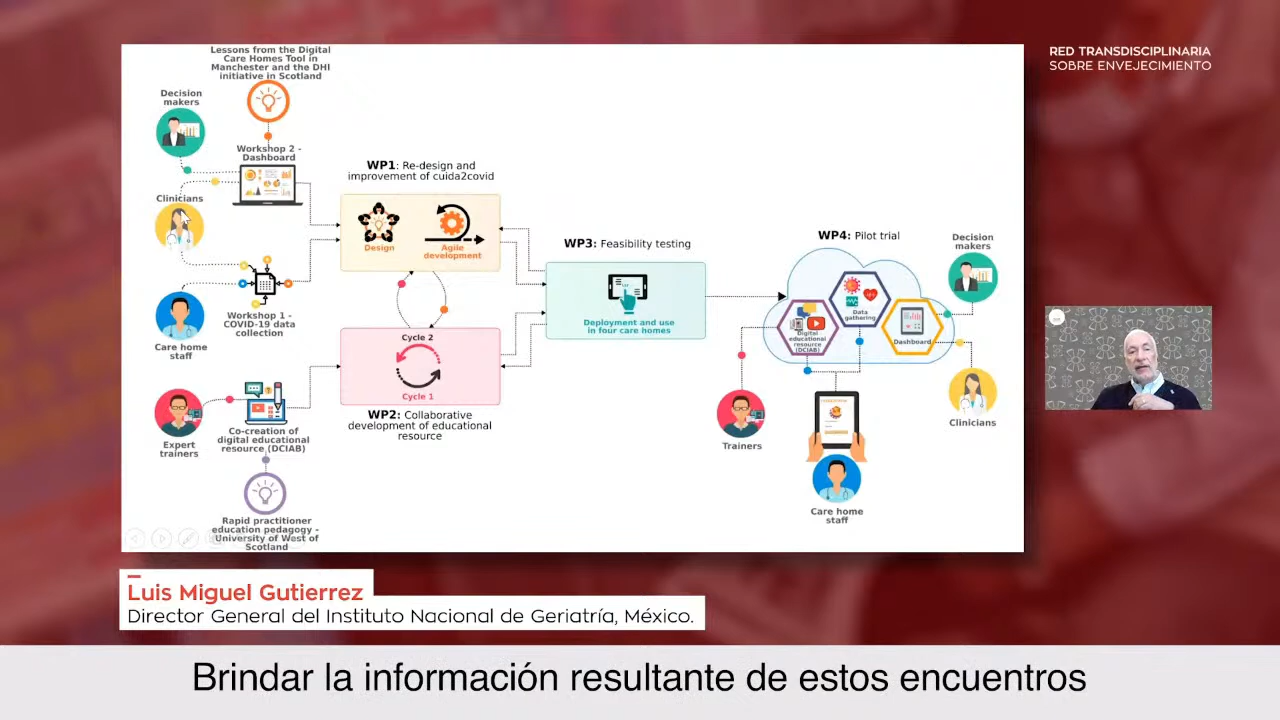 Lessons from the Digital
Care Homes Tool in
Manchester and the DHI
initiative in Scotland
Decision
makers
Workshop 2 -
Dashboard
Clinicians
Workshop 1 -
COVID-19 data
collection
Care home
staff
Expert
trainers
Co-creation of
digital educational
resource (DCIAB)
Rapid practitioner
education pedagogy -
University of West of
Scotland
WP1: Re-design and
improvement of cuida2covid
Design
Agile
development
Cycle 2
Cycle 1
WP2: Collaborative
development of educational
resource
WP3: Feasibility testing
Deployment and use
in four care homes
WP4: Pilot trial
Decision
makers
Data
gathering
Digital
educational
resource
(DCIAB)
Dashboard
Trainers
Clinicians
Care home
staff
RED TRANSDISCIPLINARIA
SOBRE ENVEJECIMIENTO
Luis Miguel Gutierrez
Director General del Instituto Nacional de Geriatría, México.
Brindar la información resultante de estos encuentros